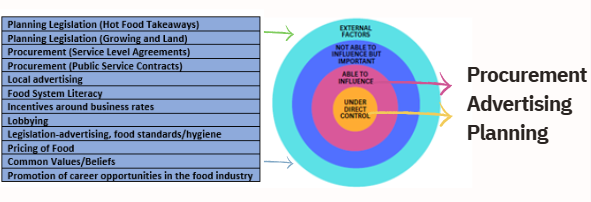 Planning Legislation (Hot Food Takeaways)
Planning Legislation (Growing and Land)
Procurement (Service Level Agreements)
Procurement (Public Service Contracts)
Local advertising
Food System Literacy
Incentives around business rates
Lobbying
Legislation-advertising, food standards/hygiene
Pricing of Food
Common Values/Beliefs
Promotion of career opportunities in the food industry
EXTERNAL
FACTORS
NOT ABLE TO
INFLUENCE BUT
IMPORTANT
ABLE TO
INFLUENCE
UNDER
DIRECT
CONTROL
Procurement
Advertising
Planning